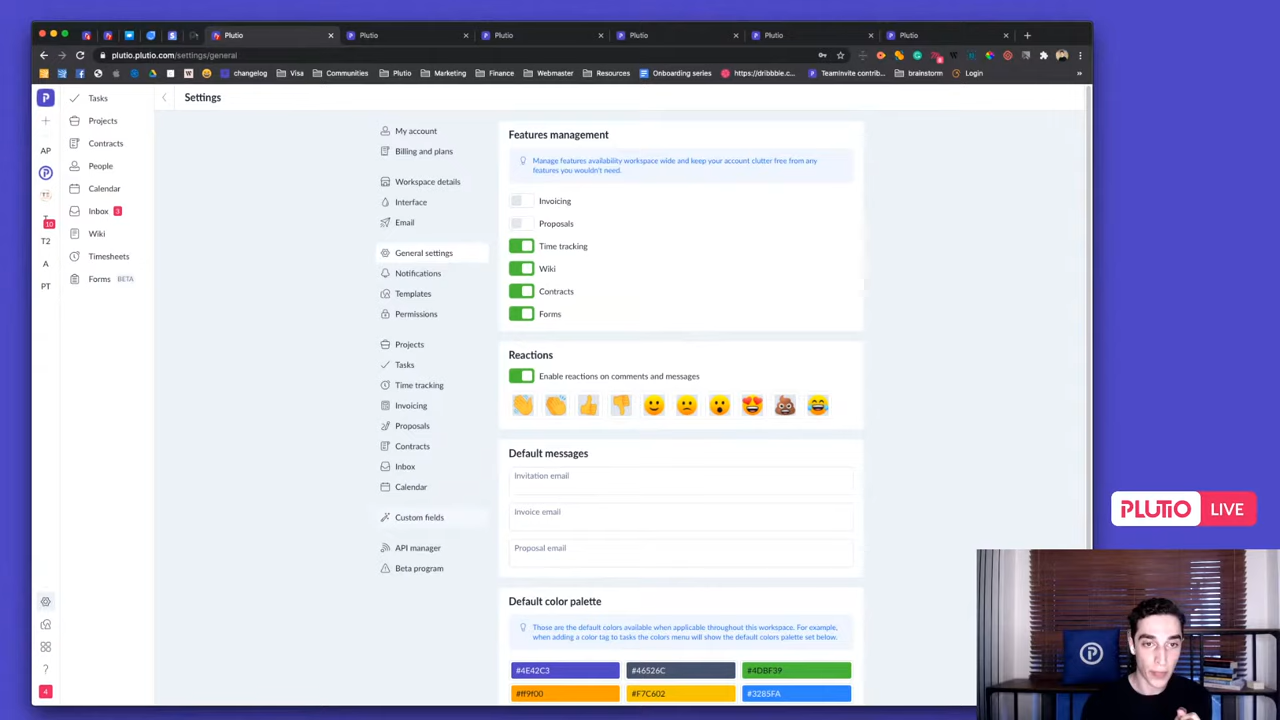 Plutio
Plutio
Plutio
Plutio
Plutio
Plutio
plutio.plutio.com/settings/general
changelog
Visa
Communities
Plutio
Marketing
Finance
Webmaster
Resources
Onboarding series
https://dribbble.c...
TeamInvite contrib...
brainstorm
Login
»
P
AP
10
T2
A
PT
4
Tasks
Projects
Contracts
People
Calendar
Inbox 3
Wiki
Timesheets
Forms BETA
Settings
My account
Billing and plans
Workspace details
Interface
Email
General settings
Notifications
Templates
Permissions
Projects
Tasks
Time tracking
Invoicing
Proposals
Contracts
Inbox
Calendar
Custom fields
API manager
Beta program
Features management
Manage features availability workspace wide and keep your account clutter free from any
features you wouldn't need.
Invoicing
Proposals
Time tracking
Wiki
Contracts
Forms
Reactions
Enable reactions on comments and messages
Default messages
Invitation email
Invoice email
Proposal email
Default color palette
Those are the default colors available when applicable throughout this workspace. For example,
when adding a color tag to tasks the colors menu will show the default colors palette set below.
#4E42C3 #46526C #4DBF39
#ff9f00 #F7C602 #3285FA
PLUTIO LIVE